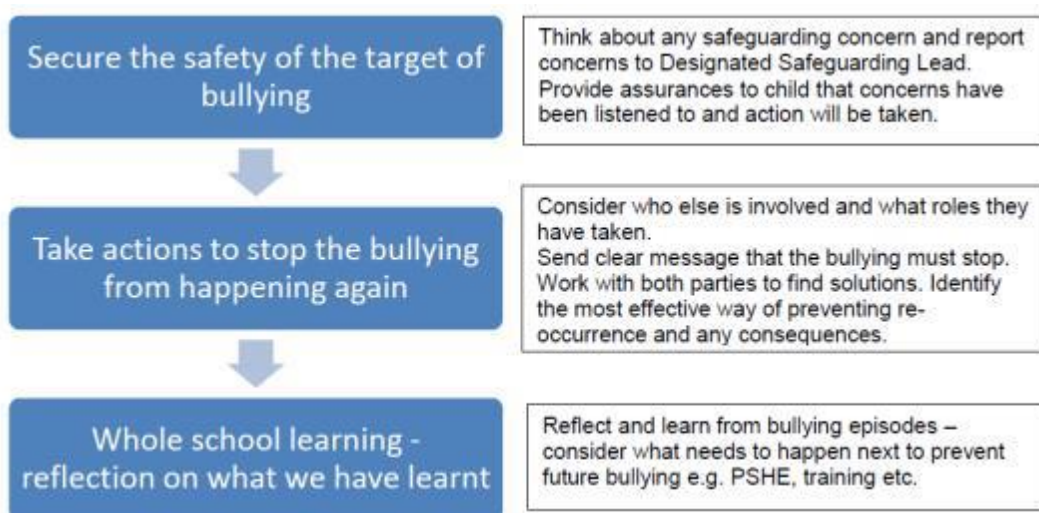 Secure the safety of the target of
bullying
Think about any safeguarding concern and report
concerns to Designated Safeguarding Lead.
Provide assurances to child that concerns have
been listened to and action will be taken.
Take actions to stop the bullying
from happening again
Consider who else is involved and what roles they
have taken.
Send clear message that the bullying must stop.
Work with both parties to find solutions. Identify
the most effective way of preventing re-
occurrence and any consequences.
Whole school learning -
reflection on what we have learnt
Reflect and learn from bullying episodes –
consider what needs to happen next to prevent
future bullying e.g. PSHE, training etc.